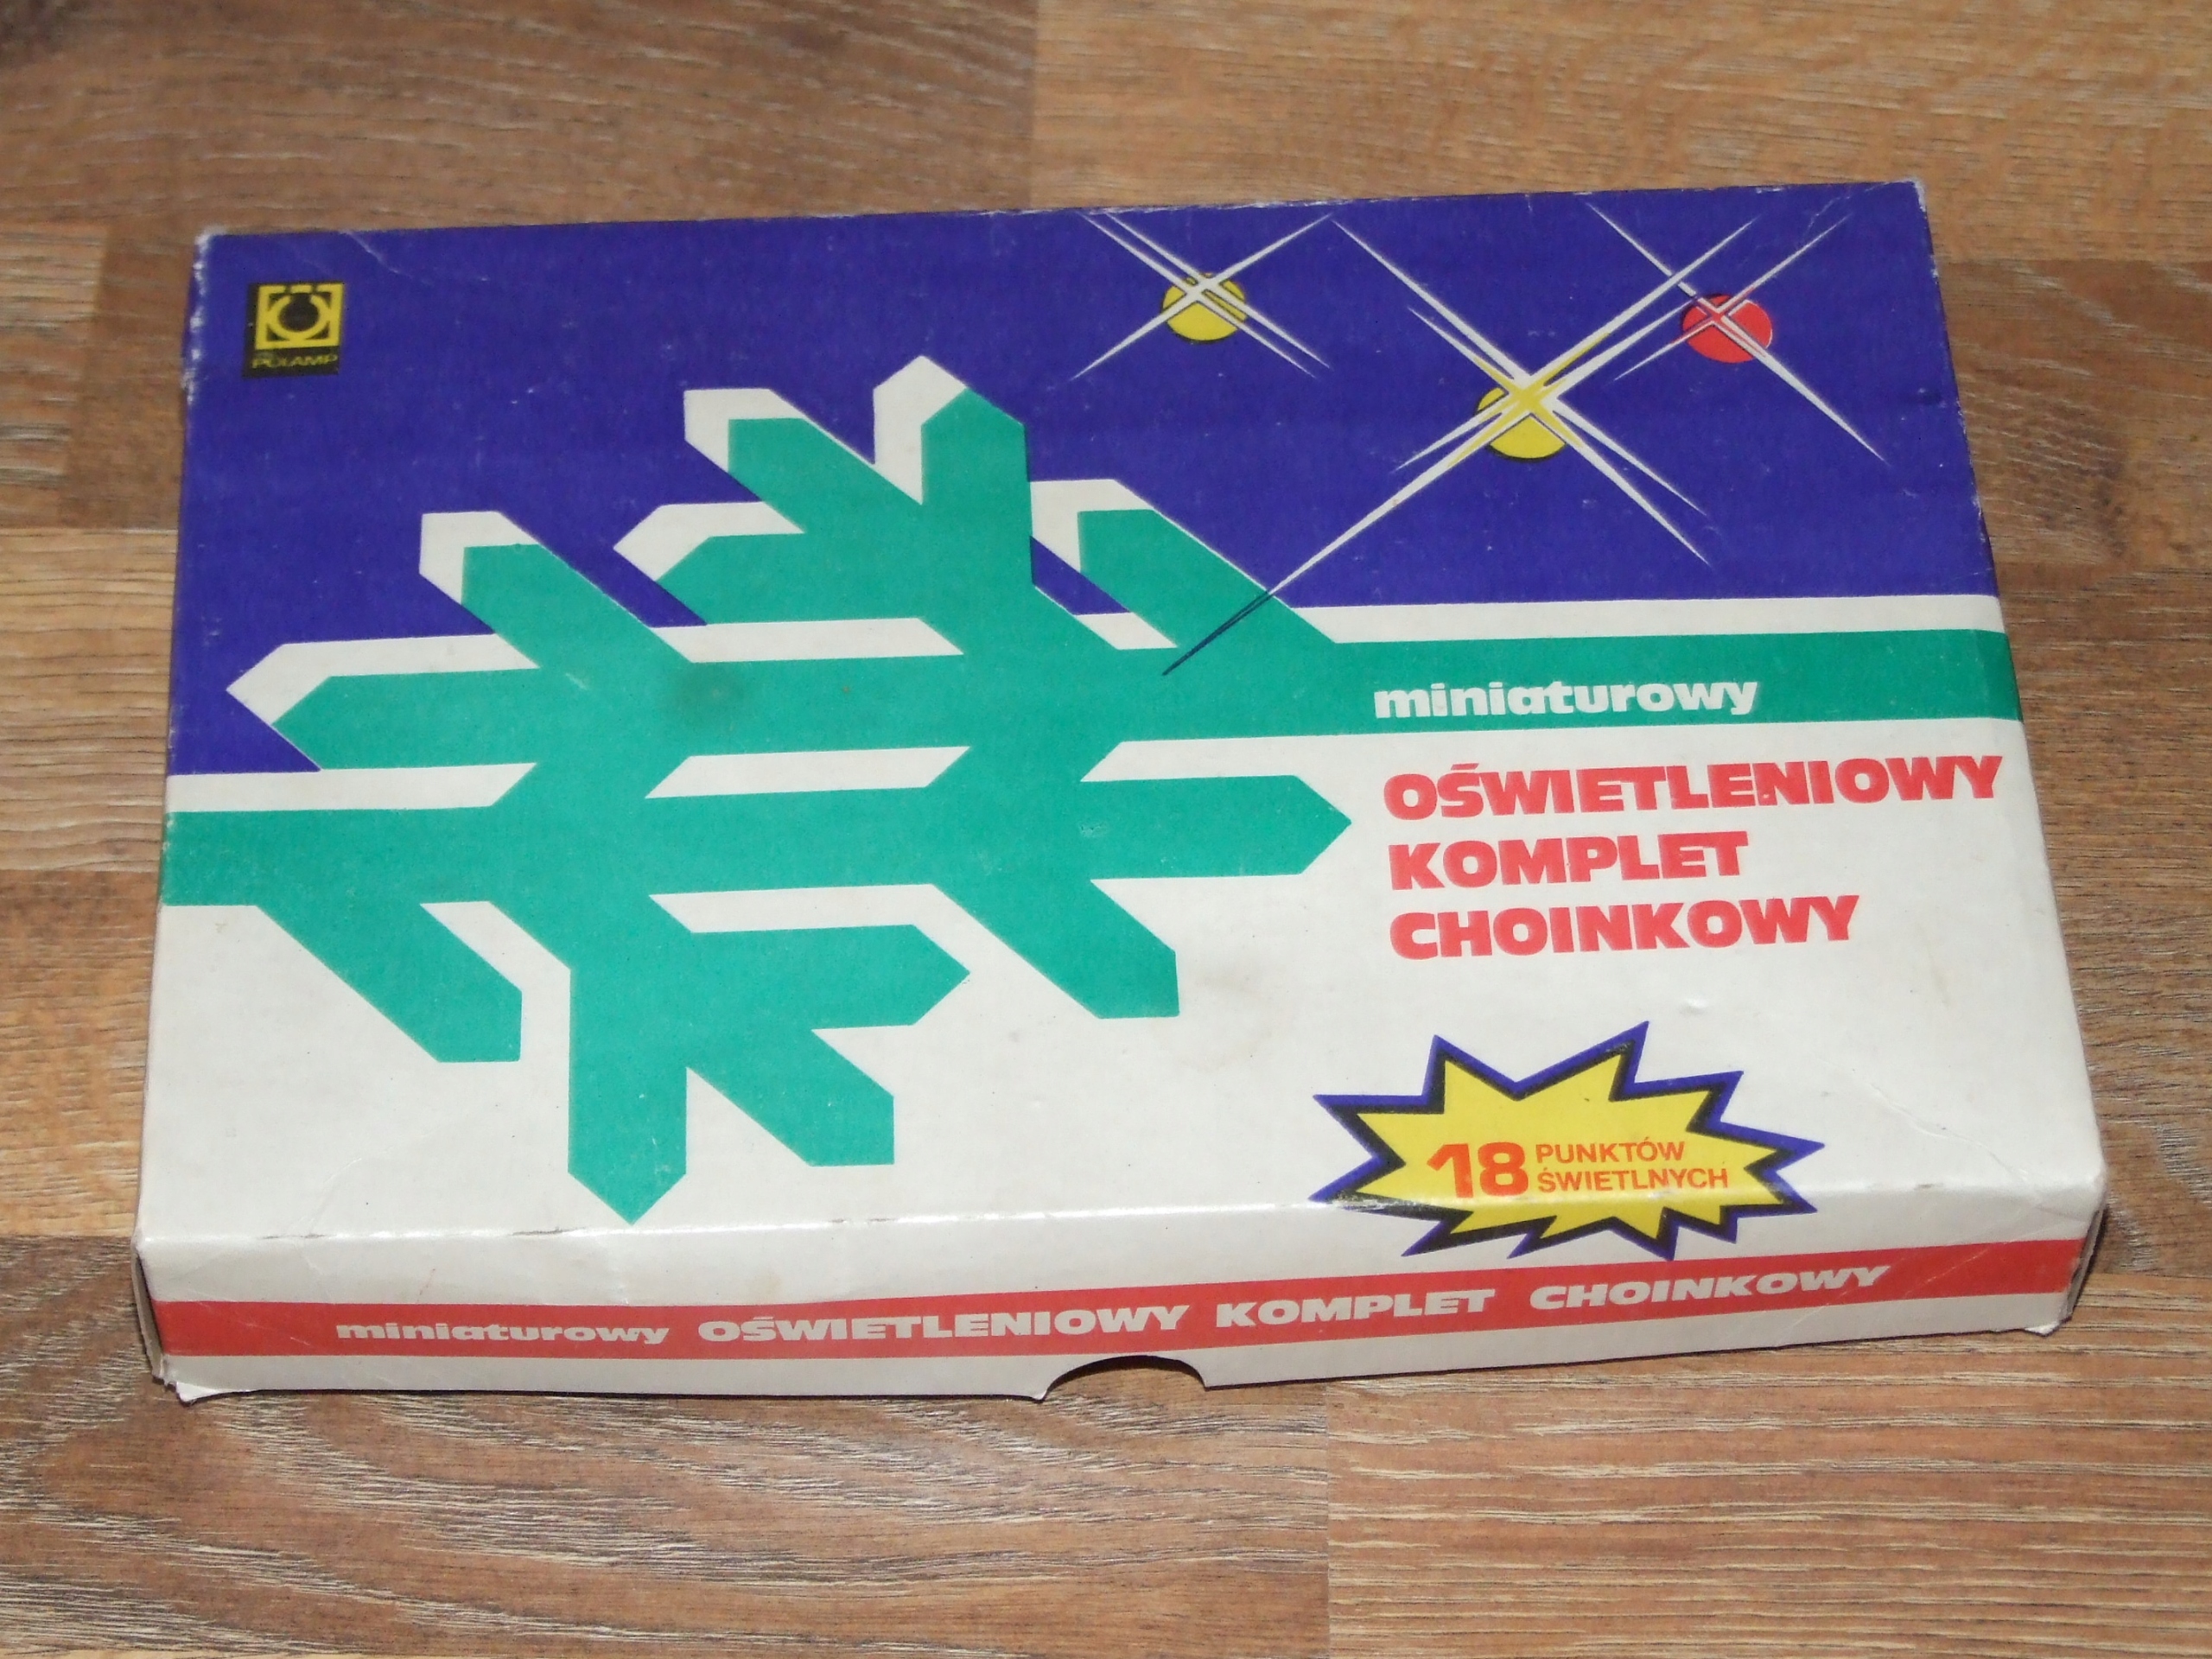 POLAMP
miniaturowy
OŚWIETLENIOWY
KOMPLET
CHOINKOWY
18 PUNKTÓW
ŚWIETLNYCH
miniaturowy OŚWIETLENIOWY KOMPLET CHOINKOWY